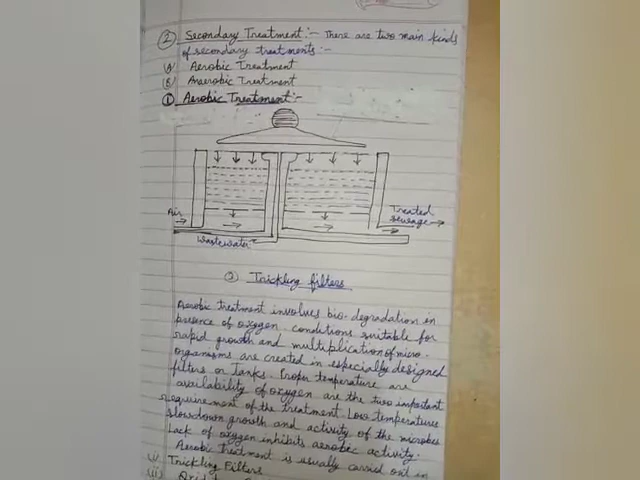 ② Secondary Treatment :- There are two main kinds
of secondary treatments :-
(A) Aerobic Treatment
(B) Anaerobic Treatment
① Aerobic Treatment :-
Air
Treated
sewage
Wastewater
① Trickling filters
Aerobic treatment involves bio-degradation in
presence of oxygen. conditions suitable for
rapid growth and multiplication of micro-
organisms are created in especially designed
filters or Tanks. Proper temperature are
availability of oxygen are the two important
requirement of the treatment. Low temperatures
slowdown growth and activity of the microbes
Lack of oxygen inhibits aerobic activity.
Aerobic treatment is usually carried out in
(i) Trickling Filters
(ii)